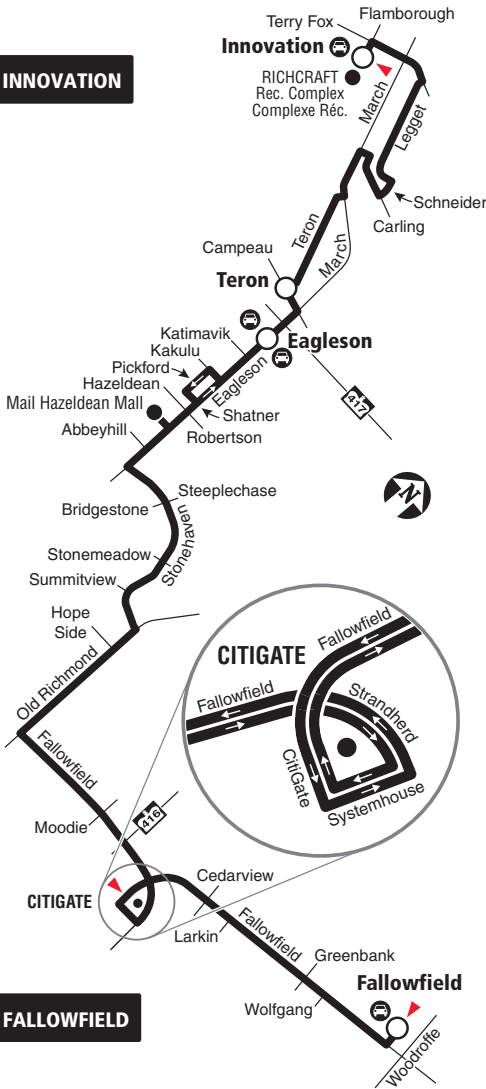 Flamborough
Terry Fox
Innovation
INNOVATION
RICHCRAFT
Rec. Complex
Complexe Réc.
March
Legget
Schneider
Carling
Teron
March
Campeau
Teron
Katimavik
Eagleson
Kakulu
Pickford
Hazeldean
Eagleson
Mail Hazeldean Mall
Shatner
Abbeyhill
Robertson
417
N
Steeplechase
Bridgestone
Stonehaven
Stonemeadow
Summitview
Hope
Side
Old Richmond
CITIGATE
Fallowfield
Fallowfield
Strandherd
CitiGate
Systemhouse
Fallowfield
Moodie
416
CITIGATE
Cedarview
Larkin
Fallowfield
Greenbank
Wolfgang
Fallowfield
FALLOWFIELD
Woodroffe